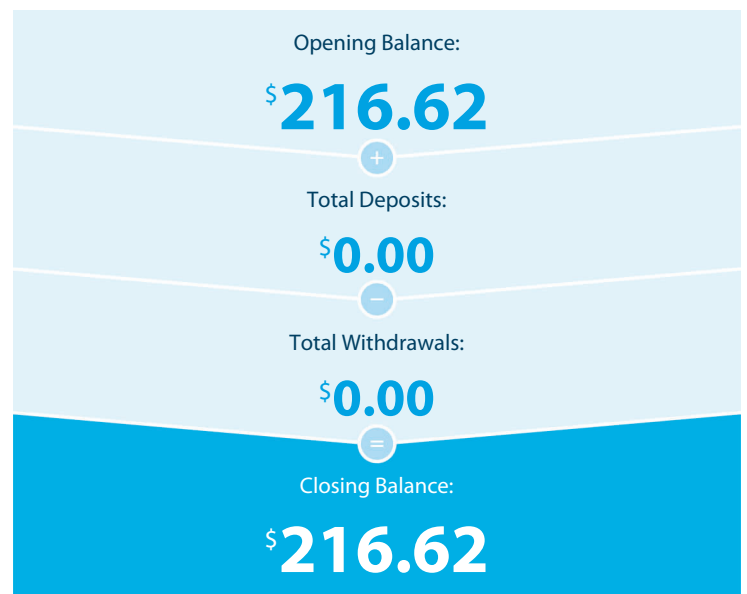 Opening Balance:
$216.62
+
Total Deposits:
$0.00
−
Total Withdrawals:
$0.00
=
Closing Balance:
$216.62